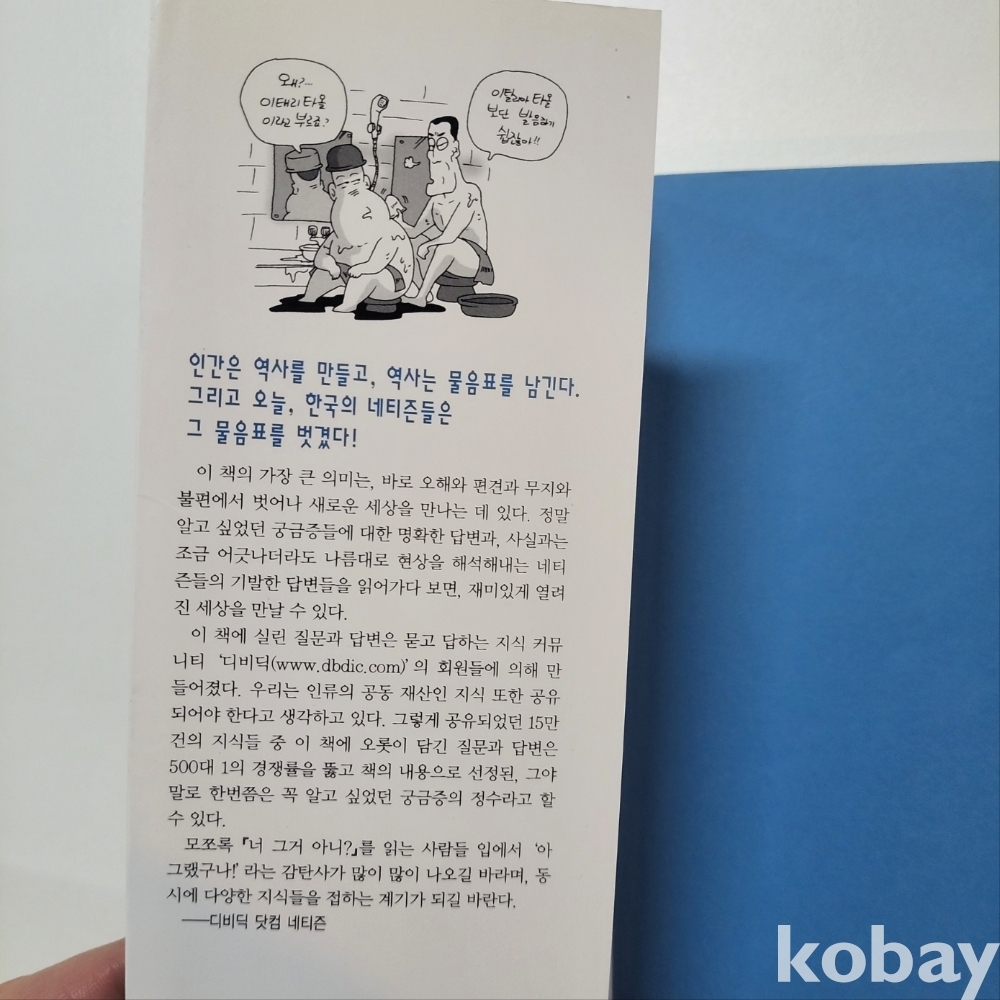 왜?…
이태리타올
이라고 부르죠?
이탈리아 타올
보단 발음하기
쉽잖아!!
인간은 역사를 만들고, 역사는 물음표를 남긴다.
그리고 오늘, 한국의 네티즌들은
그 물음표를 벗겼다!
이 책의 가장 큰 의미는, 바로 오해와 편견과 무지와
불편에서 벗어나 새로운 세상을 만나는 데 있다. 정말
알고 싶었던 궁금증들에 대한 명확한 답변과, 사실과는
조금 어긋나더라도 나름대로 현상을 해석해내는 네티
즌들의 기발한 답변들을 읽어가다 보면, 재미있게 열려
진 세상을 만날 수 있다.
이 책에 실린 질문과 답변은 묻고 답하는 지식 커뮤
니티 ‘디비딕(www.dbdic.com)’의 회원들에 의해 만
들어졌다. 우리는 인류의 공동 재산인 지식 또한 공유
되어야 한다고 생각하고 있다. 그렇게 공유되었던 15만
건의 지식들 중 이 책에 오롯이 담긴 질문과 답변은
500대 1의 경쟁률을 뚫고 책의 내용으로 선정된, 그야
말로 한번쯤은 꼭 알고 싶었던 궁금증의 정수라고 할
수 있다.
모쪼록 『너 그거 아니?』를 읽는 사람들 입에서 ‘아
그랬구나!’ 라는 감탄사가 많이 많이 나오길 바라며, 동
시에 다양한 지식들을 접하는 계기가 되길 바란다.
──디비딕 닷컴 네티즌
kobay